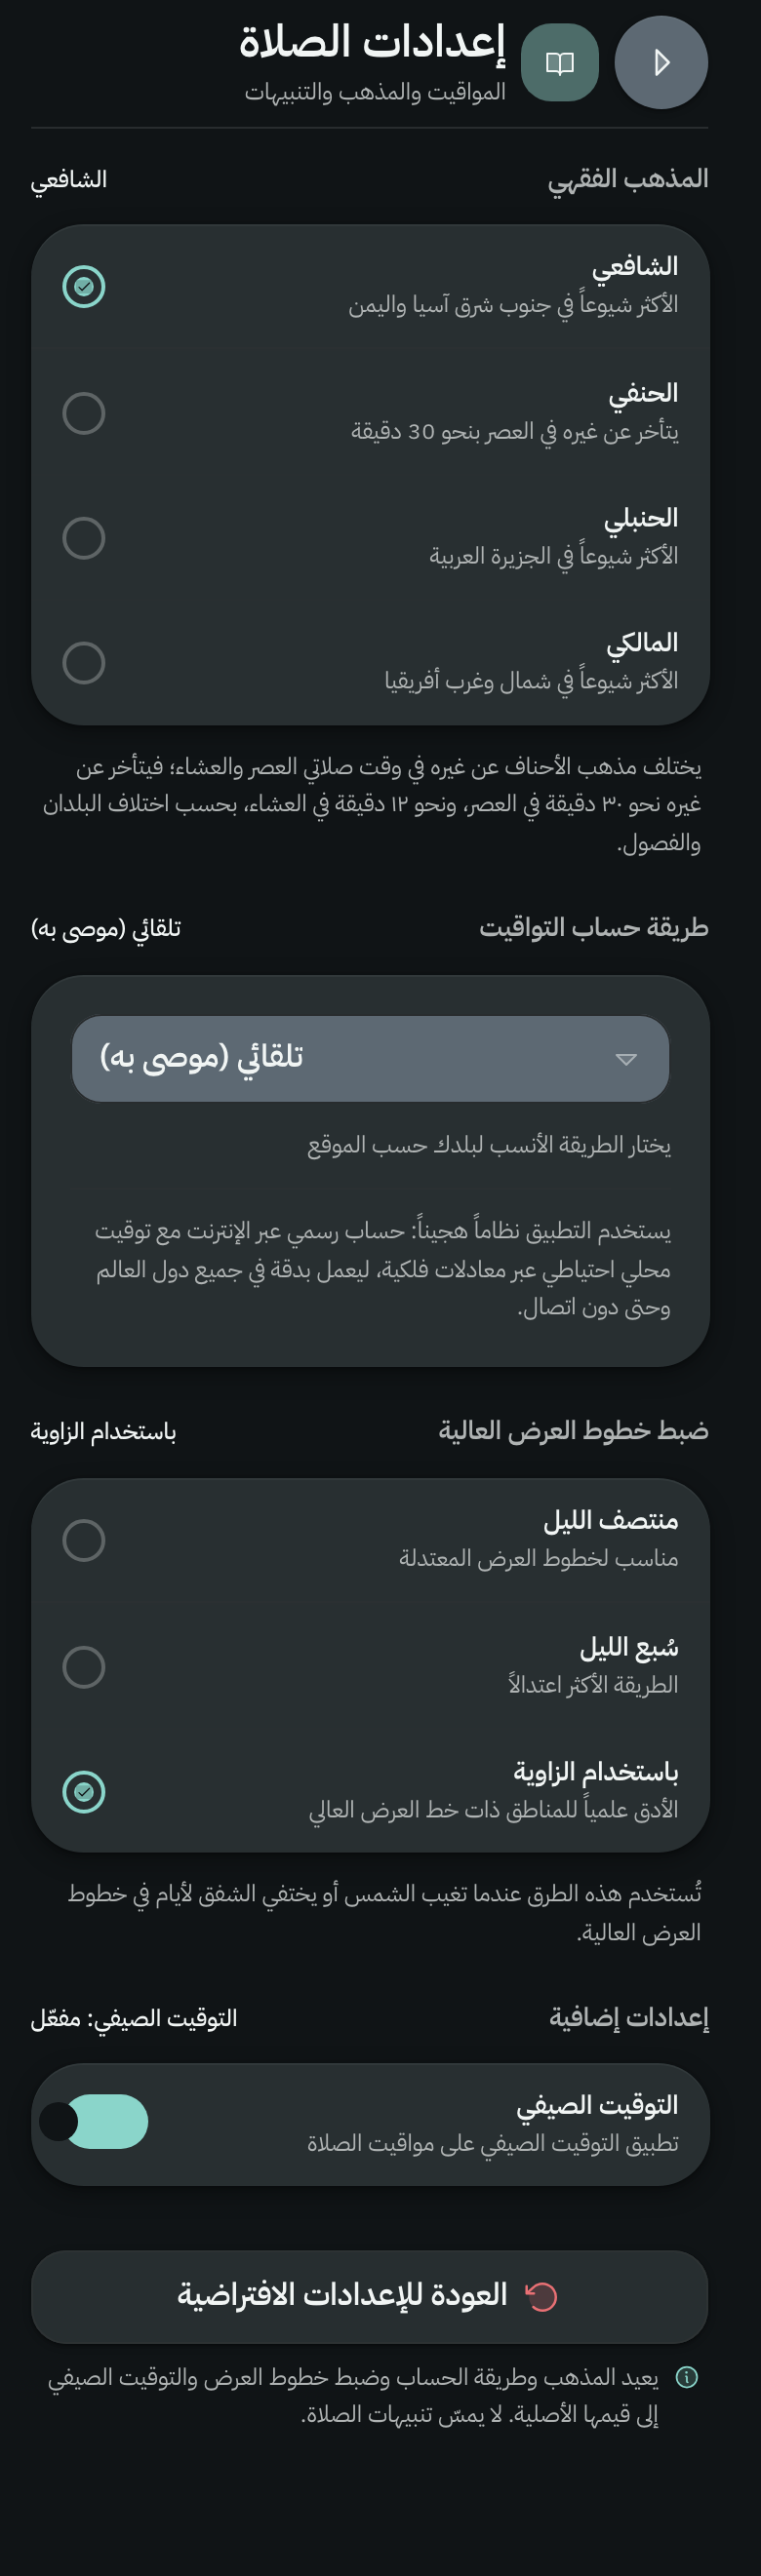 إعدادات الصلاة
المواقيت والمذهب والتنبيهات
المذهب الفقهي
الشافعي
الشافعي
الأكثر شيوعاً في جنوب شرق آسيا واليمن
الحنفي
يتأخر عن غيره في العصر بنحو 30 دقيقة
الحنبلي
الأكثر شيوعاً في الجزيرة العربية
المالكي
الأكثر شيوعاً في شمال وغرب أفريقيا
يختلف مذهب الأحناف عن غيره في وقت صلاتي العصر والعشاء؛ فيتأخر عن
غيره نحو ٣٠ دقيقة في العصر، ونحو ١٢ دقيقة في العشاء، بحسب اختلاف البلدان
والفصول.
طريقة حساب التواقيت
تلقائي (موصى به)
تلقائي (موصى به)
يختار الطريقة الأنسب لبلدك حسب الموقع
يستخدم التطبيق نظاماً هجيناً: حساب رسمي عبر الإنترنت مع توقيت
محلي احتياطي عبر معادلات فلكية، ليعمل بدقة في جميع دول العالم
وحتى دون اتصال.
ضبط خطوط العرض العالية
باستخدام الزاوية
منتصف الليل
مناسب لخطوط العرض المعتدلة
سُبع الليل
الطريقة الأكثر اعتدالاً
باستخدام الزاوية
الأدق علمياً للمناطق ذات خط العرض العالي
تُستخدم هذه الطرق عندما تغيب الشمس أو يختفي الشفق لأيام في خطوط
العرض العالية.
إعدادات إضافية
التوقيت الصيفي: مفعّل
التوقيت الصيفي
تطبيق التوقيت الصيفي على مواقيت الصلاة
العودة للإعدادات الافتراضية
يعيد المذهب وطريقة الحساب وضبط خطوط العرض والتوقيت الصيفي
إلى قيمها الأصلية. لا يمسّ تنبيهات الصلاة.